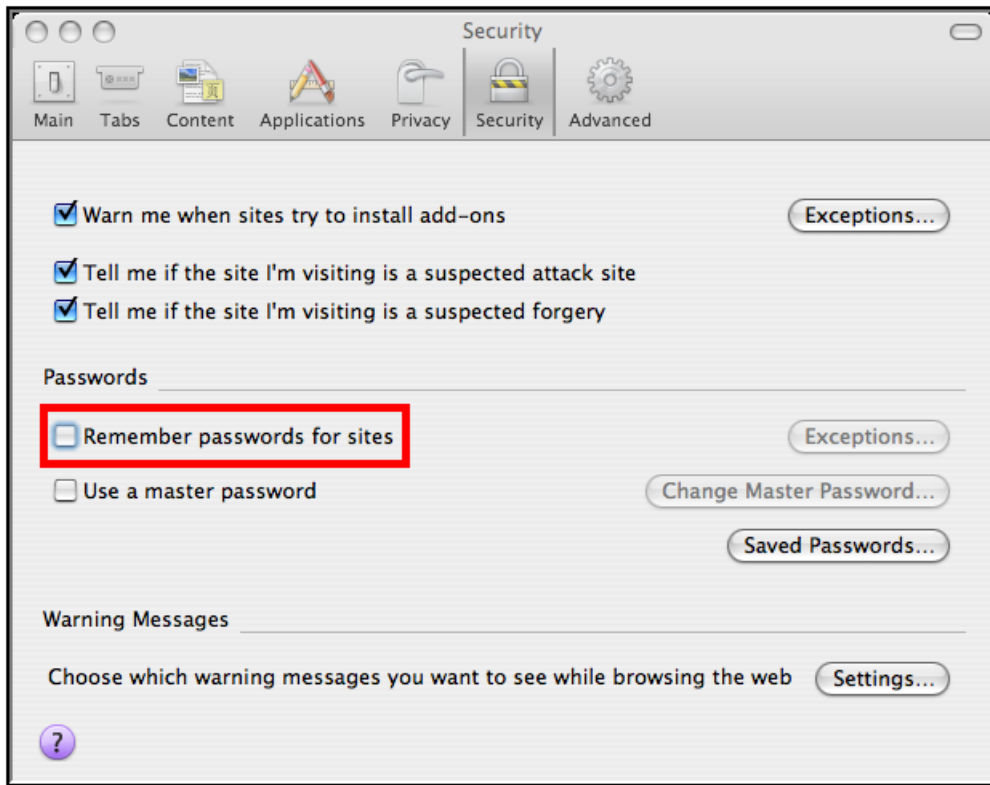 Security
Main Tabs Content Applications Privacy Security Advanced
Warn me when sites try to install add-ons Exceptions...
Tell me if the site I'm visiting is a suspected attack site
Tell me if the site I'm visiting is a suspected forgery
Passwords
Remember passwords for sites Exceptions...
Use a master password Change Master Password...
Saved Passwords...
Warning Messages
Choose which warning messages you want to see while browsing the web Settings...
?